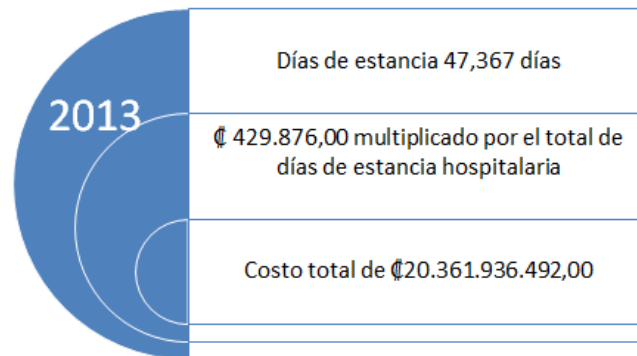 2013
Días de estancia 47,367 días
₡ 429.876,00 multiplicado por el total de
días de estancia hospitalaria
Costo total de ₡20.361.936.492,00